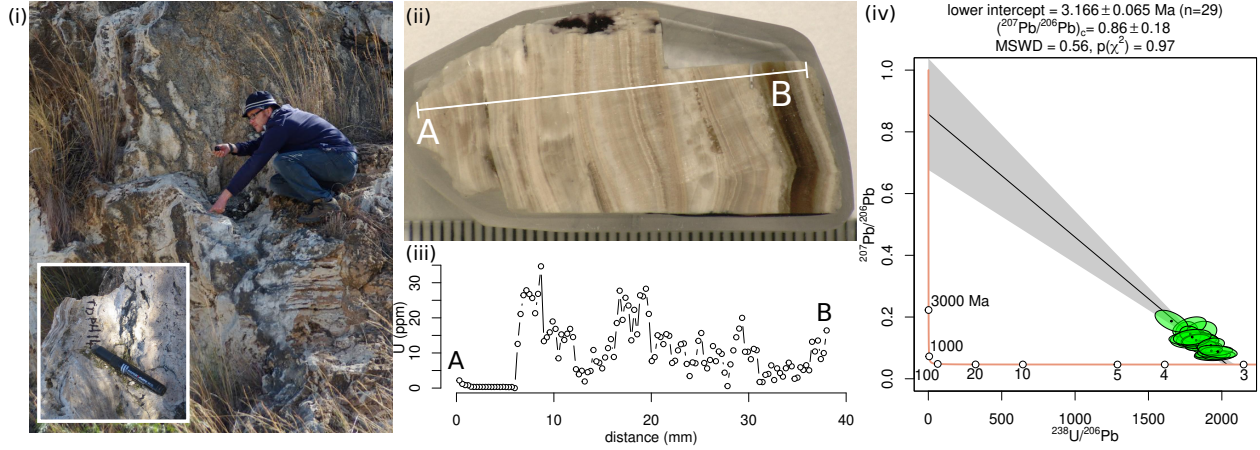 (i)
(ii)
A
B
(iii)
U (ppm)
0
10
20
30
A
B
0
10
20
30
40
distance (mm)
(iv)
lower intercept = 3.166 ± 0.065 Ma (n=29)
(²⁰⁷Pb/²⁰⁶Pb)c= 0.86 ± 0.18
MSWD = 0.56, p(χ²) = 0.97
²⁰⁷Pb/²⁰⁶Pb
1.0
0.8
0.6
0.4
0.2
0.0
3000 Ma
1000
100
20
10
5
4
3
0
500
1000
1500
2000
²³⁸U/²⁰⁶Pb